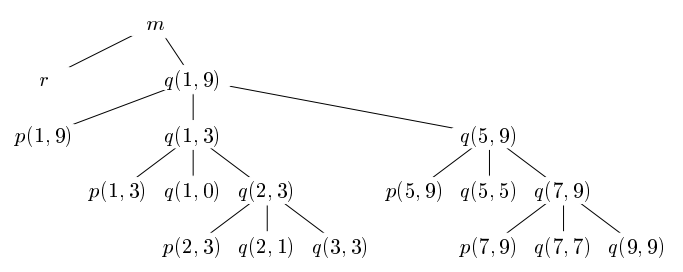 m
r q(1, 9)
p(1, 9) q(1, 3) q(5, 9)
p(1, 3) q(1, 0) q(2, 3) p(5, 9) q(5, 5) q(7, 9)
p(2, 3) q(2, 1) q(3, 3) p(7, 9) q(7, 7) q(9, 9)